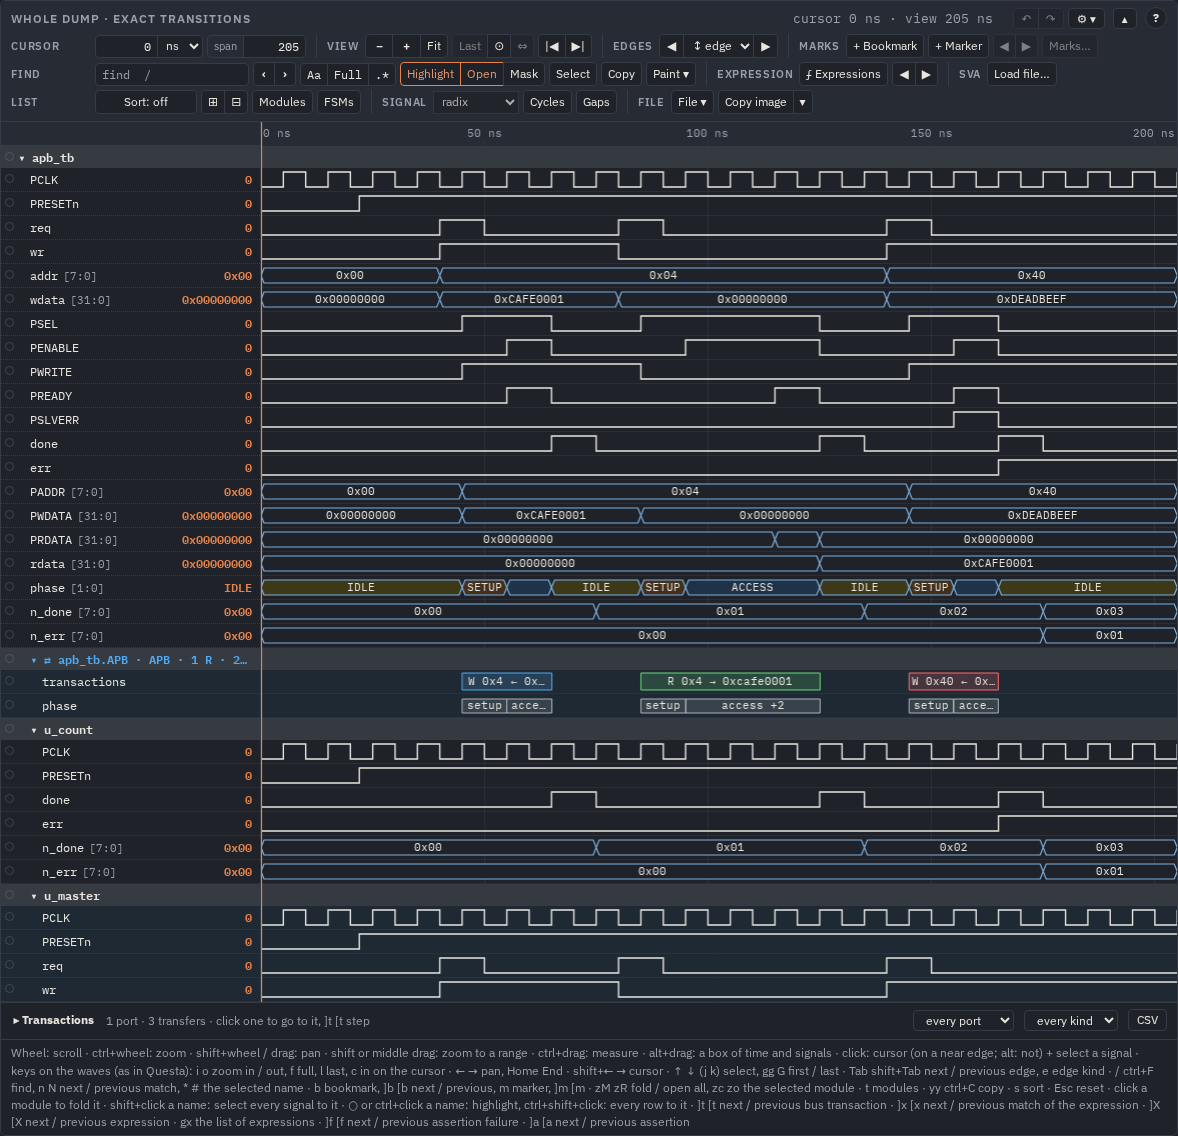 WHOLE DUMP · EXACT TRANSITIONS cursor 0 ns · view 205 ns ↶ ↷ ⚙ ▾ ▴ ?
CURSOR 0 ns span 205 VIEW − + Fit Last ⊙ ⇔ |◀ ▶| EDGES ◀ ↕ edge ▶ MARKS + Bookmark + Marker ◀ ▶ Marks…
FIND find / ‹ › Aa Full .* Highlight Open Mask Select Copy Paint ▾ EXPRESSION ⨍ Expressions ◀ ▶ SVA Load file…
LIST Sort: off ⊞ ⊟ Modules FSMs SIGNAL radix Cycles Gaps FILE File ▾ Copy image ▾
0 ns 50 ns 100 ns 150 ns 200 ns
▾ apb_tb
PCLK 0
PRESETn 0
req 0
wr 0
addr [7:0] 0x00 0x00 0x04 0x40
wdata [31:0] 0x00000000 0x00000000 0xCAFE0001 0x00000000 0xDEADBEEF
PSEL 0
PENABLE 0
PWRITE 0
PREADY 0
PSLVERR 0
done 0
err 0
PADDR [7:0] 0x00 0x00 0x04 0x40
PWDATA [31:0] 0x00000000 0x00000000 0xCAFE0001 0x00000000 0xDEADBEEF
PRDATA [31:0] 0x00000000 0x00000000 0x00000000
rdata [31:0] 0x00000000 0x00000000 0xCAFE0001
phase [1:0] IDLE IDLE SETUP IDLE SETUP ACCESS IDLE SETUP IDLE
n_done [7:0] 0x00 0x00 0x01 0x02 0x03
n_err [7:0] 0x00 0x00 0x01
▾ ⇄ apb_tb.APB · APB · 1 R · 2…
transactions W 0x4 ← 0x… R 0x4 → 0xcafe0001 W 0x40 ← 0x…
phase setup acce… setup access +2 setup acce…
▾ u_count
PCLK 0
PRESETn 0
done 0
err 0
n_done [7:0] 0x00 0x00 0x01 0x02 0x03
n_err [7:0] 0x00 0x00 0x01
▾ u_master
PCLK 0
PRESETn 0
req 0
wr 0
▸ Transactions 1 port · 3 transfers · click one to go to it, ]t [t step every port every kind CSV
Wheel: scroll · ctrl+wheel: zoom · shift+wheel / drag: pan · shift or middle drag: zoom to a range · ctrl+drag: measure · alt+drag: a box of time and signals · click: cursor (on a near edge; alt: not) + select a signal ·
keys on the waves (as in Questa): i o zoom in / out, f full, l last, c in on the cursor · ← → pan, Home End · shift+← → cursor · ↑ ↓ (j k) select, gg G first / last · Tab shift+Tab next / previous edge, e edge kind · / ctrl+F
find, n N next / previous match, * # the selected name · b bookmark, ]b [b next / previous, m marker, ]m [m · zM zR fold / open all, zc zo the selected module · t modules · yy ctrl+C copy · s sort · Esc reset · click a
module to fold it · shift+click a name: select every signal to it · ○ or ctrl+click a name: highlight, ctrl+shift+click: every row to it · ]t [t next / previous bus transaction · ]x [x next / previous match of the expression · ]X
[X next / previous expression · gx the list of expressions · ]f [f next / previous assertion failure · ]a [a next / previous assertion